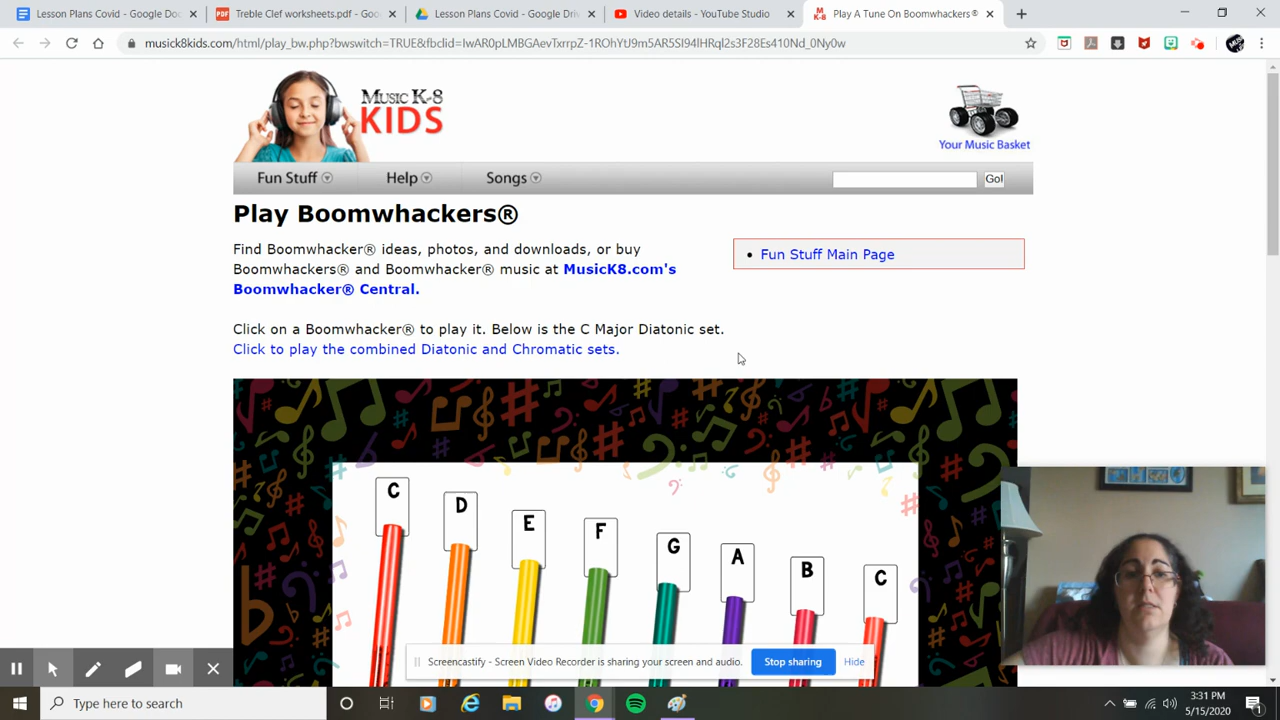 Lesson Plans Covid - Google Do
Treble Clef worksheets.pdf - Goo
Lesson Plans Covid - Google Driv
Video details - YouTube Studio
Play A Tune On Boomwhackers®
musick8kids.com/html/play_bw.php?bwswitch=TRUE&fbclid=IwAR0pLMBGAevTxrrpZ-1ROhYtJ9m5AR5SI94lHRql2s3F28Es410Nd_0Ny0w
MUSIC K-8
KIDS
Your Music Basket
Fun Stuff Help Songs Go!
Play Boomwhackers®
Find Boomwhacker® ideas, photos, and downloads, or buy
Boomwhackers® and Boomwhacker® music at MusicK8.com's
Boomwhacker® Central.
• Fun Stuff Main Page
Click on a Boomwhacker® to play it. Below is the C Major Diatonic set.
Click to play the combined Diatonic and Chromatic sets.
C D E F G A B C
Screencastify - Screen Video Recorder is sharing your screen and audio. Stop sharing Hide
Type here to search
3:31 PM
5/15/2020